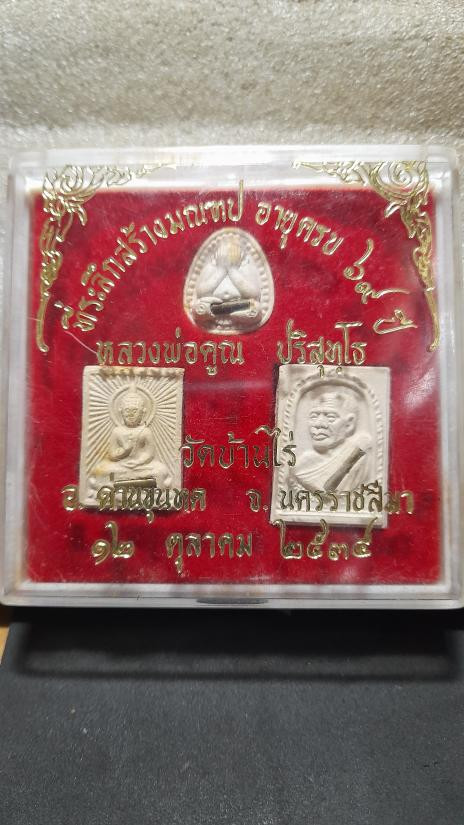 ที่ระลึกสร้างมณฑป อายุครบ ๖๙ ปี
หลวงพ่อคูณ ปริสุทฺโธ
วัดบ้านไร่
อ. ด่านขุนทด จ. นครราชสีมา
๑๒ ตุลาคม ๒๕๓๔